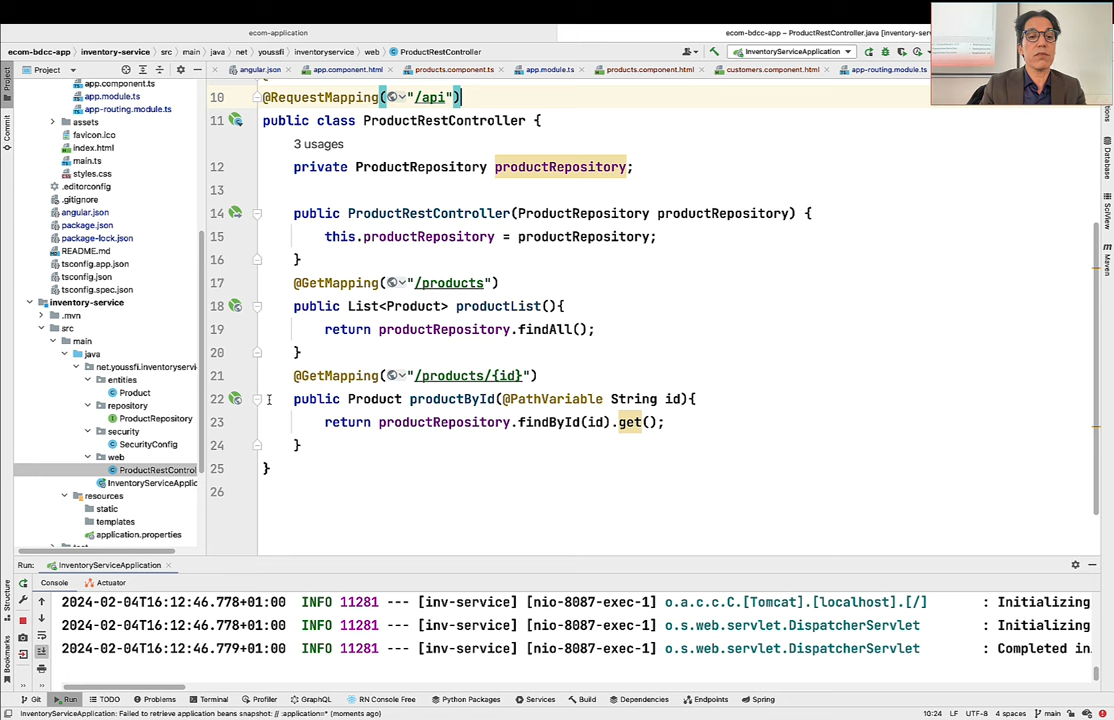 ecom-application
ecom-bdcc-app – ProductRestController.java [inventory-ser
ecom-bdcc-app
inventory-service
src
main
java
net
youssfi
inventoryservice
web
ProductRestController
InventoryServiceApplication
Project
angular.json
app.component.html
products.component.ts
app.module.ts
products.component.html
customers.component.html
app-routing.module.ts
app.component.ts
app.module.ts
app-routing.module.ts
assets
favicon.ico
index.html
main.ts
styles.css
.editorconfig
.gitignore
angular.json
package.json
package-lock.json
README.md
tsconfig.app.json
tsconfig.json
tsconfig.spec.json
inventory-service
.mvn
src
main
java
net.youssfi.inventoryservi
entities
Product
repository
ProductRepository
security
SecurityConfig
web
ProductRestControl
InventoryServiceApplic
resources
static
templates
application.properties
10 @RequestMapping("/api")
11 public class ProductRestController {
3 usages
12 private ProductRepository productRepository;
13
14 public ProductRestController(ProductRepository productRepository) {
15 this.productRepository = productRepository;
16 }
17 @GetMapping("/products")
18 public List<Product> productList(){
19 return productRepository.findAll();
20 }
21 @GetMapping("/products/{id}")
22 public Product productById(@PathVariable String id){
23 return productRepository.findById(id).get();
24 }
25 }
26
Project
Commit
Structure
Bookmarks
Database
SciView
Maven
Run:
InventoryServiceApplication
Console
Actuator
2024-02-04T16:12:46.778+01:00 INFO 11281 --- [inv-service] [nio-8087-exec-1] o.a.c.c.C.[Tomcat].[localhost].[/] : Initializing
2024-02-04T16:12:46.778+01:00 INFO 11281 --- [inv-service] [nio-8087-exec-1] o.s.web.servlet.DispatcherServlet : Initializing
2024-02-04T16:12:46.779+01:00 INFO 11281 --- [inv-service] [nio-8087-exec-1] o.s.web.servlet.DispatcherServlet : Completed in
Git
Run
TODO
Problems
Terminal
Profiler
GraphQL
RN Console Free
Python Packages
Services
Build
Dependencies
Endpoints
Spring
InventoryServiceApplication: Failed to retrieve application beans snapshot: // :application=* (moments ago)
10:24 LF UTF-8 4 spaces main